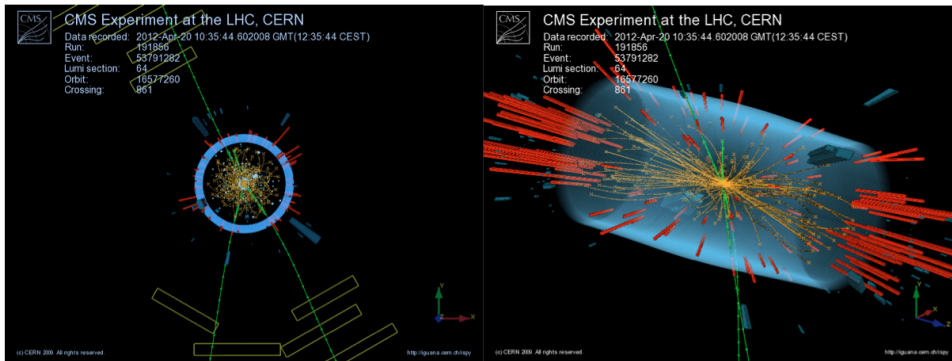 CMS
CMS Experiment at the LHC, CERN
Data recorded: 2012-Apr-20 10:35:44.602008 GMT(12:35:44 CEST)
Run: 191856
Event: 53791282
Lumi section: 64
Orbit: 16577260
Crossing: 861
Y
Z
X
(c) CERN 2009. All rights reserved.
http://iguana.cern.ch/ispy
CMS
CMS Experiment at the LHC, CERN
Data recorded: 2012-Apr-20 10:35:44.602008 GMT(12:35:44 CEST)
Run: 191856
Event: 53791282
Lumi section: 64
Orbit: 16577260
Crossing: 861
Y
X
Z
(c) CERN 2009. All rights reserved.
http://iguana.cern.ch/ispy